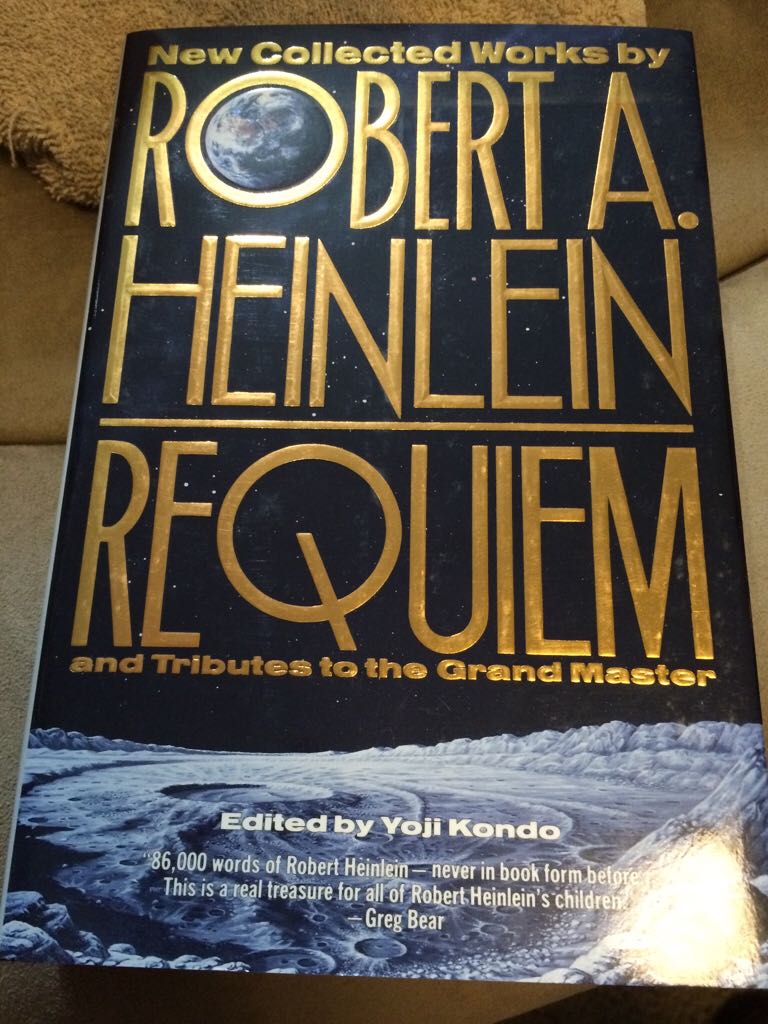 New Collected Works by
ROBERT A.
HEINLEIN
REQUIEM
and Tributes to the Grand Master
Edited by Yoji Kondo
"86,000 words of Robert Heinlein — never in book form before
This is a real treasure for all of Robert Heinlein's children.
— Greg Bear